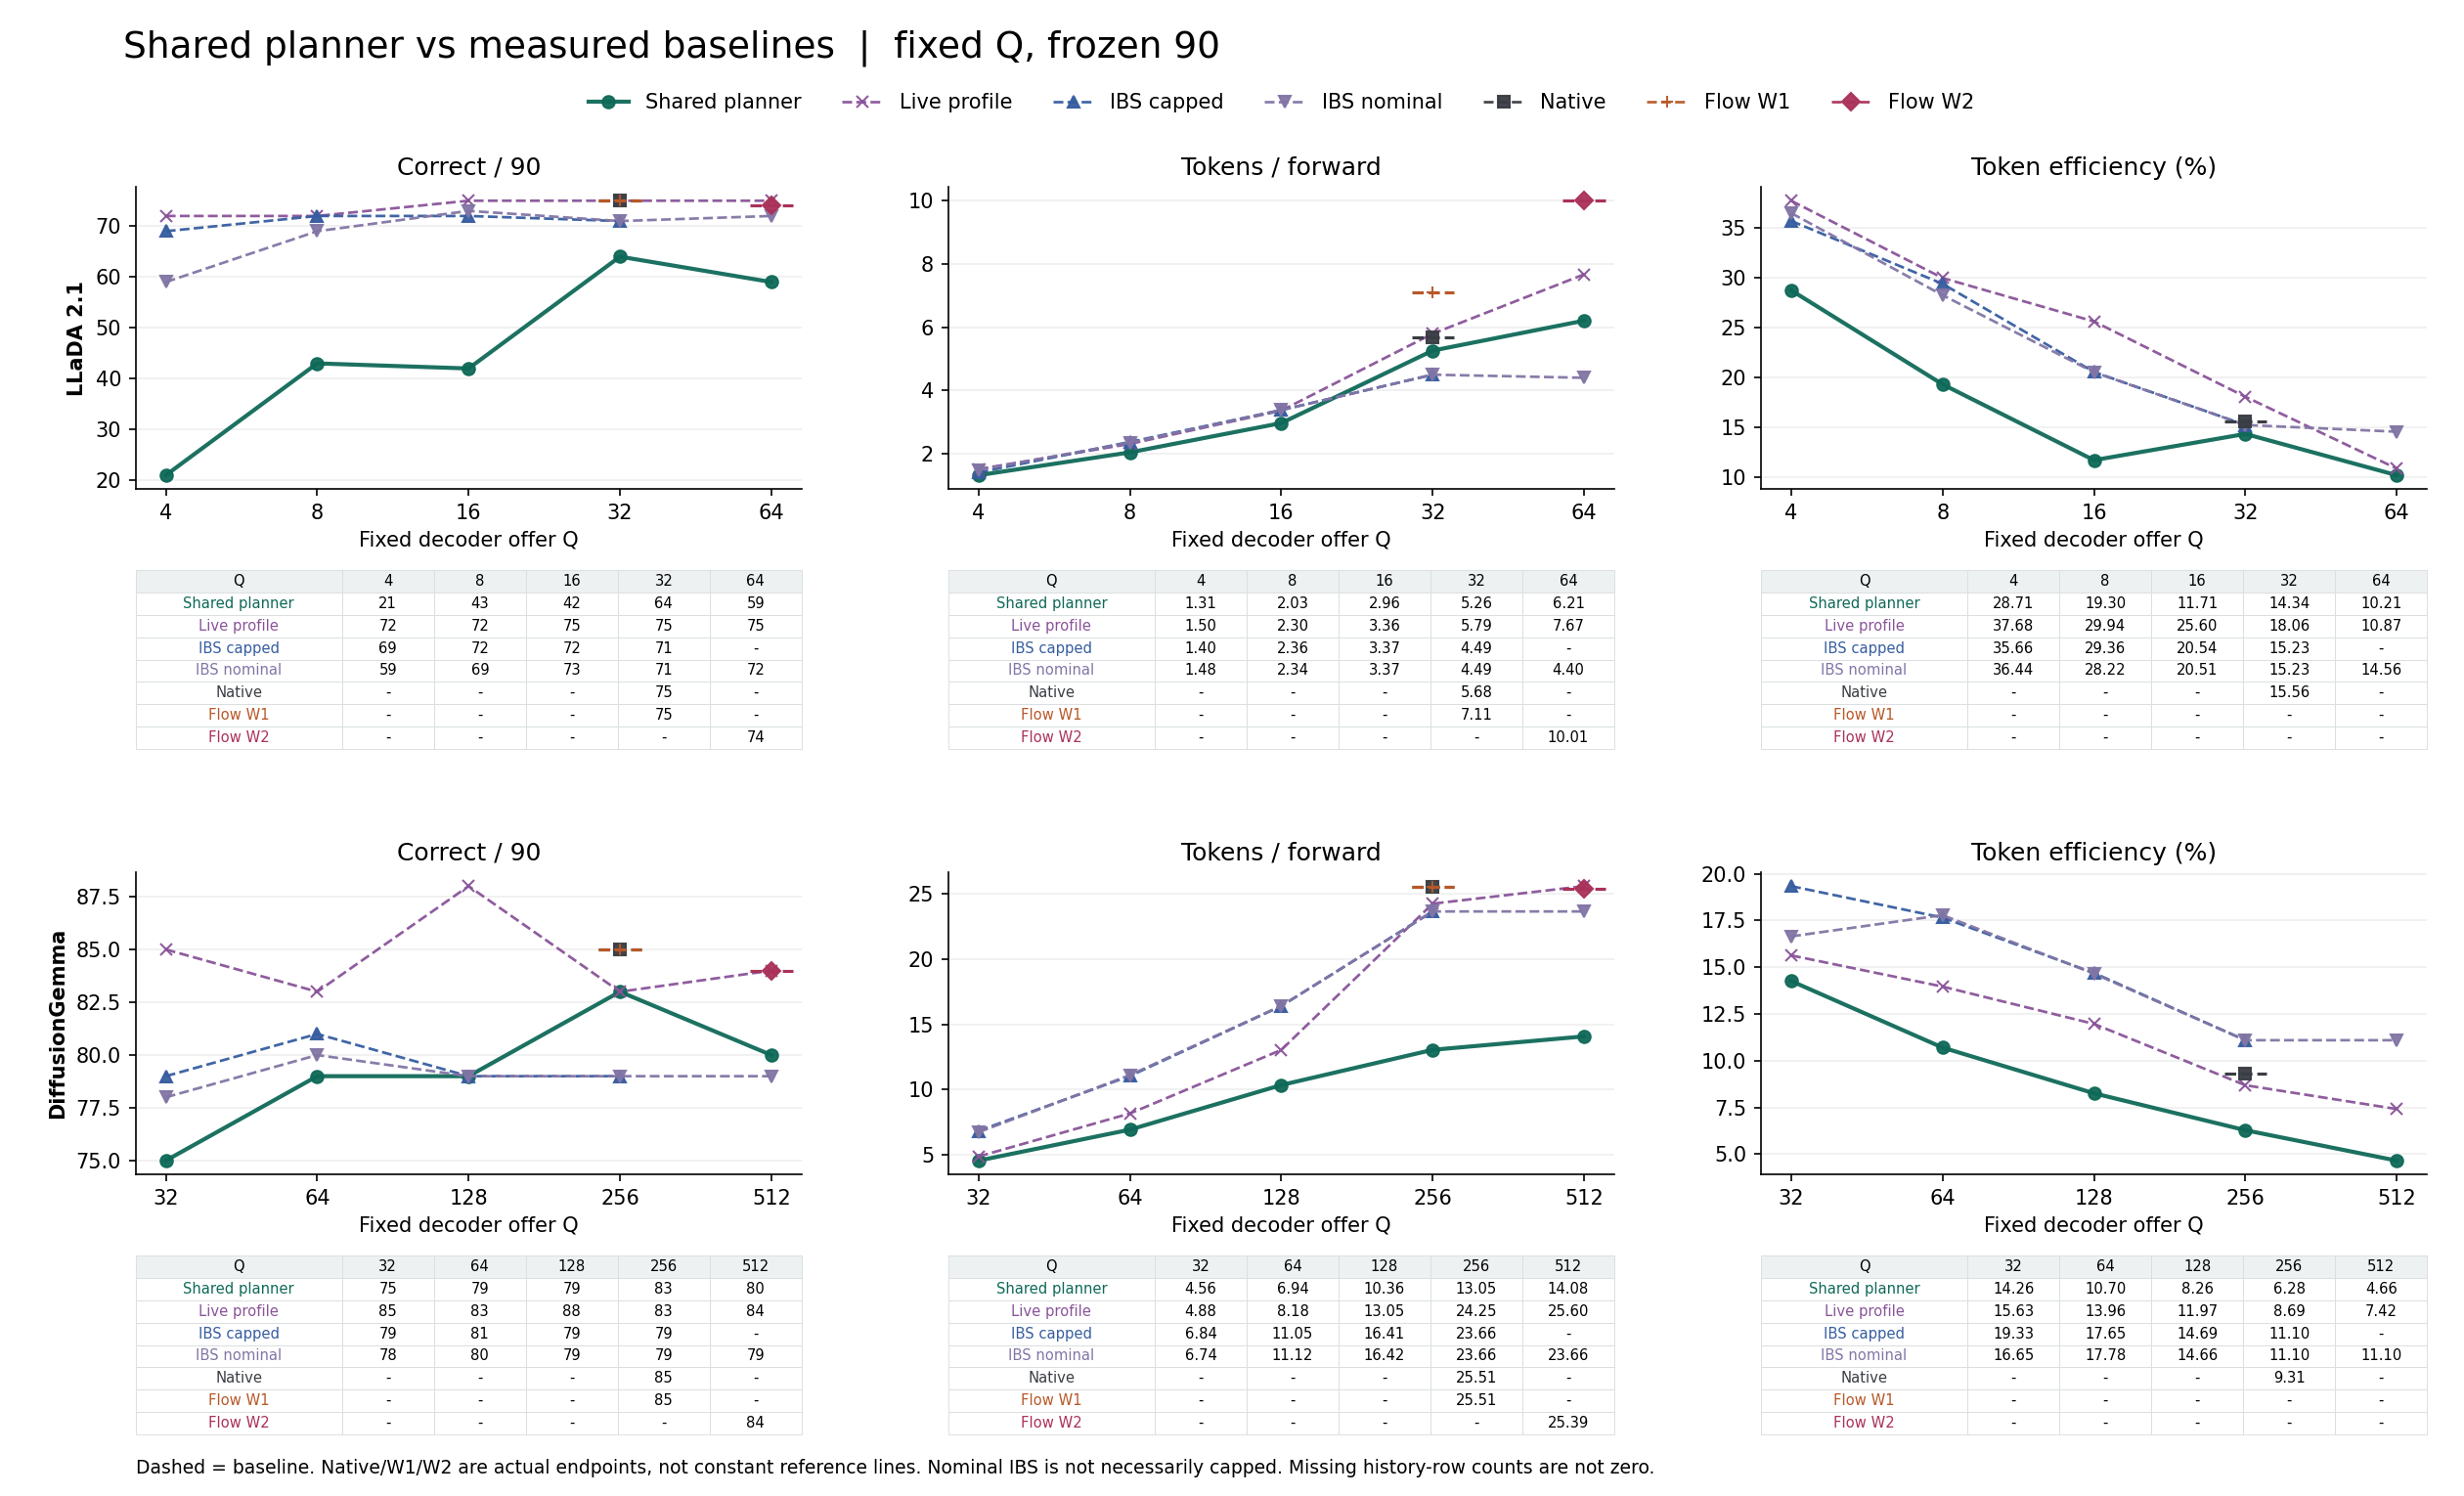 Shared planner vs measured baselines | fixed Q, frozen 90
Shared planner Live profile IBS capped IBS nominal Native Flow W1 Flow W2
LLaDA 2.1
Correct / 90
70
60
50
40
30
20
4 8 16 32 64
Fixed decoder offer Q
Tokens / forward
10
8
6
4
2
4 8 16 32 64
Fixed decoder offer Q
Token efficiency (%)
35
30
25
20
15
10
4 8 16 32 64
Fixed decoder offer Q
Q 4 8 16 32 64
Shared planner 21 43 42 64 59
Live profile 72 72 75 75 75
IBS capped 69 72 72 71 -
IBS nominal 59 69 73 71 72
Native - - - 75 -
Flow W1 - - - 75 -
Flow W2 - - - - 74
Q 4 8 16 32 64
Shared planner 1.31 2.03 2.96 5.26 6.21
Live profile 1.50 2.30 3.36 5.79 7.67
IBS capped 1.40 2.36 3.37 4.49 -
IBS nominal 1.48 2.34 3.37 4.49 4.40
Native - - - 5.68 -
Flow W1 - - - 7.11 -
Flow W2 - - - - 10.01
Q 4 8 16 32 64
Shared planner 28.71 19.30 11.71 14.34 10.21
Live profile 37.68 29.94 25.60 18.06 10.87
IBS capped 35.66 29.36 20.54 15.23 -
IBS nominal 36.44 28.22 20.51 15.23 14.56
Native - - - 15.56 -
Flow W1 - - - - -
Flow W2 - - - - -
DiffusionGemma
Correct / 90
87.5
85.0
82.5
80.0
77.5
75.0
32 64 128 256 512
Fixed decoder offer Q
Tokens / forward
25
20
15
10
5
32 64 128 256 512
Fixed decoder offer Q
Token efficiency (%)
20.0
17.5
15.0
12.5
10.0
7.5
5.0
32 64 128 256 512
Fixed decoder offer Q
Q 32 64 128 256 512
Shared planner 75 79 79 83 80
Live profile 85 83 88 83 84
IBS capped 79 81 79 79 -
IBS nominal 78 80 79 79 79
Native - - - 85 -
Flow W1 - - - 85 -
Flow W2 - - - - 84
Q 32 64 128 256 512
Shared planner 4.56 6.94 10.36 13.05 14.08
Live profile 4.88 8.18 13.05 24.25 25.60
IBS capped 6.84 11.05 16.41 23.66 -
IBS nominal 6.74 11.12 16.42 23.66 23.66
Native - - - 25.51 -
Flow W1 - - - 25.51 -
Flow W2 - - - - 25.39
Q 32 64 128 256 512
Shared planner 14.26 10.70 8.26 6.28 4.66
Live profile 15.63 13.96 11.97 8.69 7.42
IBS capped 19.33 17.65 14.69 11.10 -
IBS nominal 16.65 17.78 14.66 11.10 11.10
Native - - - 9.31 -
Flow W1 - - - - -
Flow W2 - - - - -
Dashed = baseline. Native/W1/W2 are actual endpoints, not constant reference lines. Nominal IBS is not necessarily capped. Missing history-row counts are not zero.